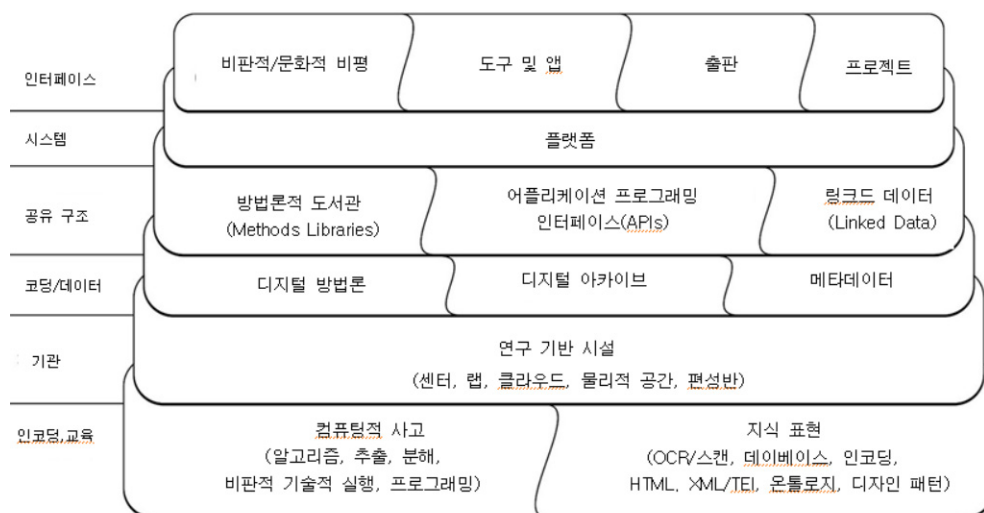 인터페이스
비판적/문화적 비평
도구 및 앱
출판
프로젝트
시스템
플랫폼
공유 구조
방법론적 도서관
(Methods Libraries)
어플리케이션 프로그래밍
인터페이스(APIs)
링크드 데이터
(Linked Data)
코딩/데이터
디지털 방법론
디지털 아카이브
메타데이터
기관
연구 기반 시설
(센터, 랩, 클라우드, 물리적 공간, 편성반)
인코딩,교육
컴퓨팅적 사고
(알고리즘, 추출, 분해,
비판적 기술적 실행, 프로그래밍)
지식 표현
(OCR/스캔, 데이베이스, 인코딩,
HTML, XML/TEI, 온톨로지, 디자인 패턴)